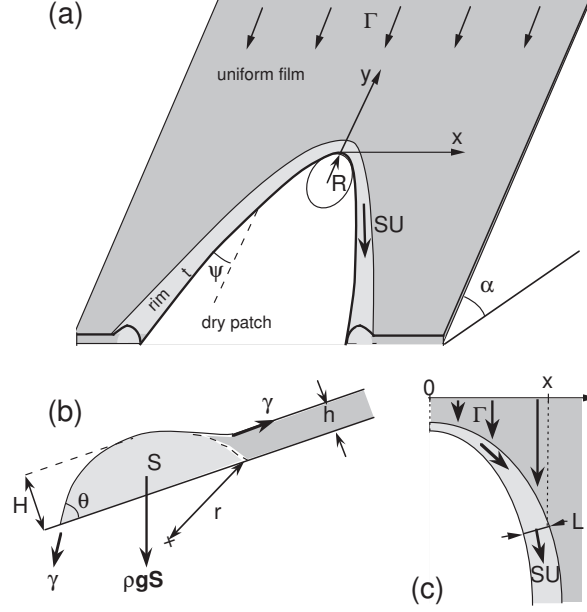 (a)
Γ
uniform film
y
x
R
SU
α
ψ
t
rim
dry patch
(b)
γ
h
S
H
θ
r
γ
ρgS
0
x
Γ
L
SU
(c)